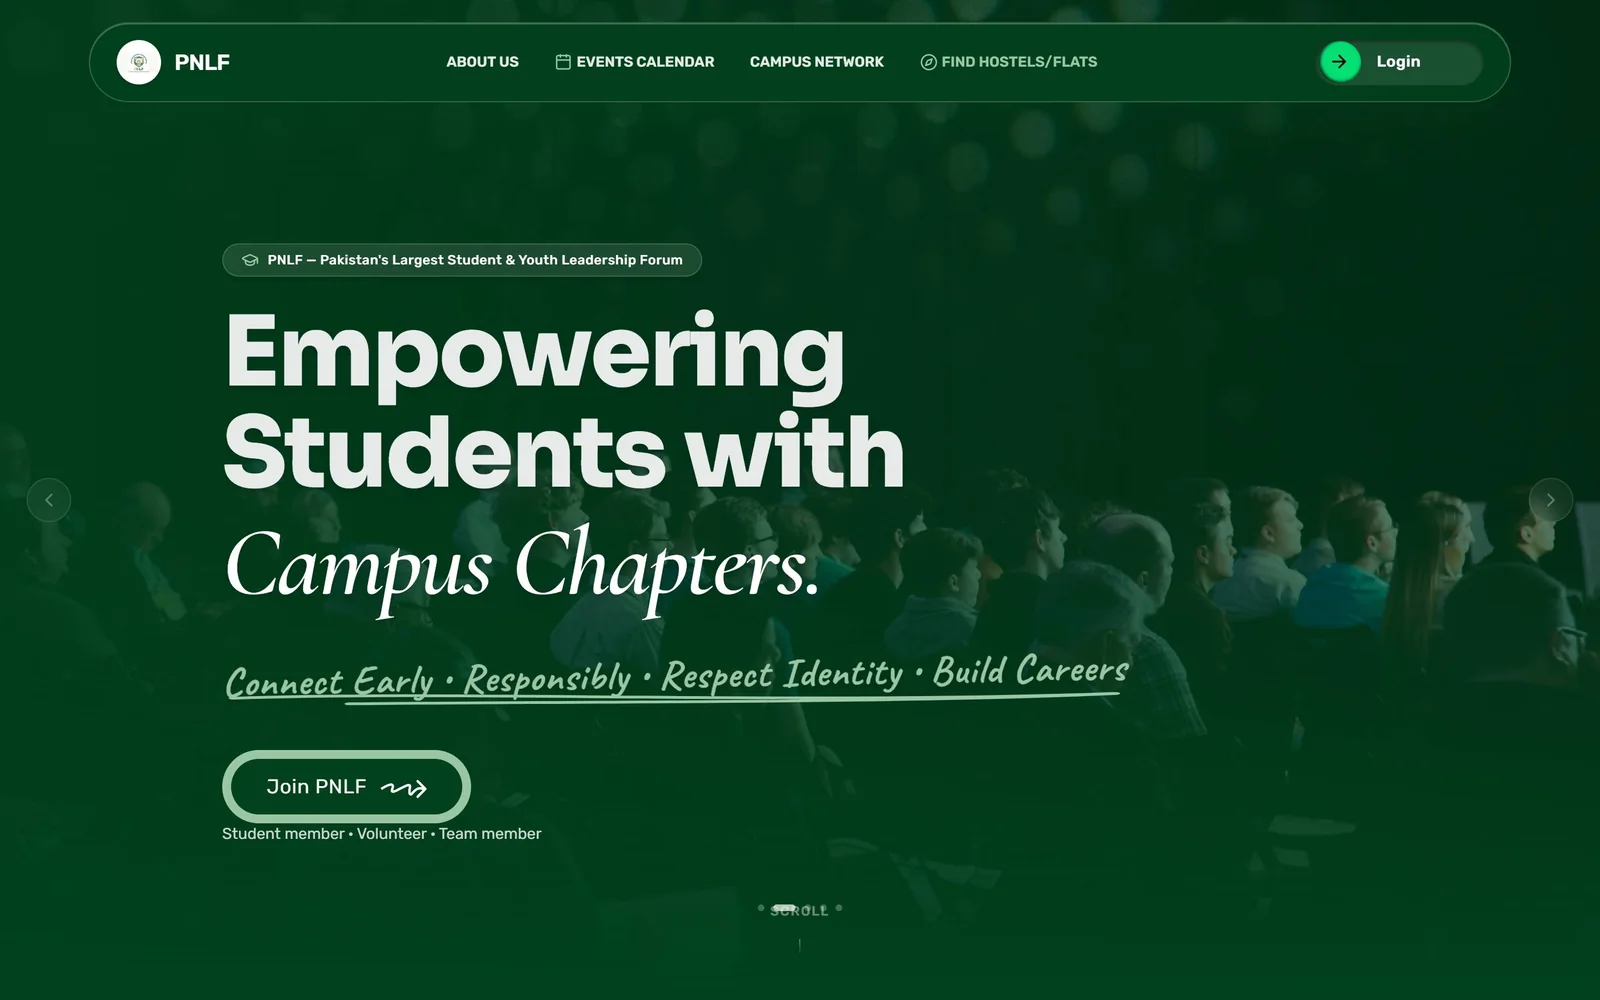 PNLF
ABOUT US
EVENTS CALENDAR
CAMPUS NETWORK
FIND HOSTELS/FLATS
Login
PNLF – Pakistan's Largest Student & Youth Leadership Forum
Empowering
Students with
Campus Chapters.
Connect Early • Responsibly • Respect Identity • Build Careers
Join PNLF
Student member • Volunteer • Team member
SCROLL